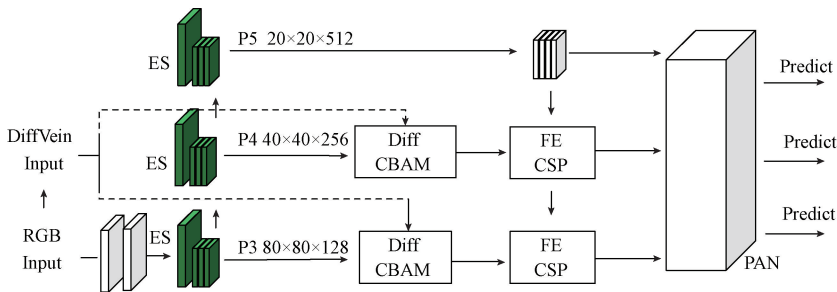 ES
P5 20×20×512
Predict
DiffVein
Input
ES
P4 40×40×256
Diff
CBAM
FE
CSP
Predict
RGB
Input
ES
P3 80×80×128
Diff
CBAM
FE
CSP
Predict
PAN